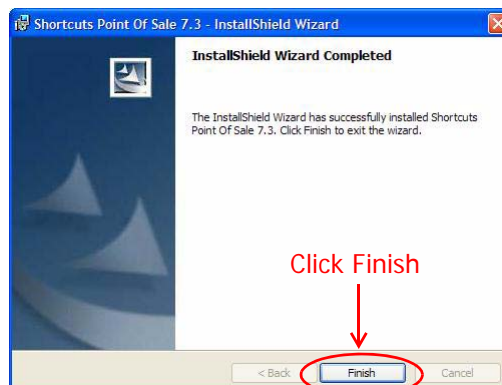 Shortcuts Point Of Sale 7.3 - InstallShield Wizard
InstallShield Wizard Completed
The InstallShield Wizard has successfully installed Shortcuts
Point Of Sale 7.3. Click Finish to exit the wizard.
Click Finish
< Back Finish Cancel